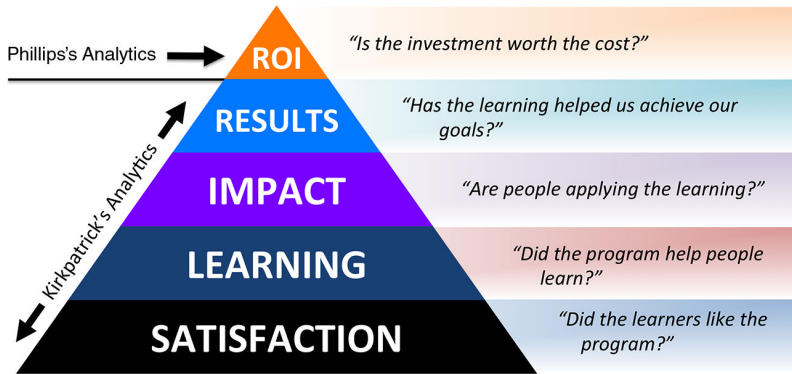 Phillips's Analytics
ROI
“Is the investment worth the cost?”
Kirkpatrick's Analytics
RESULTS
“Has the learning helped us achieve our
goals?”
IMPACT
“Are people applying the learning?”
LEARNING
“Did the program help people
learn?”
SATISFACTION
“Did the learners like the
program?”